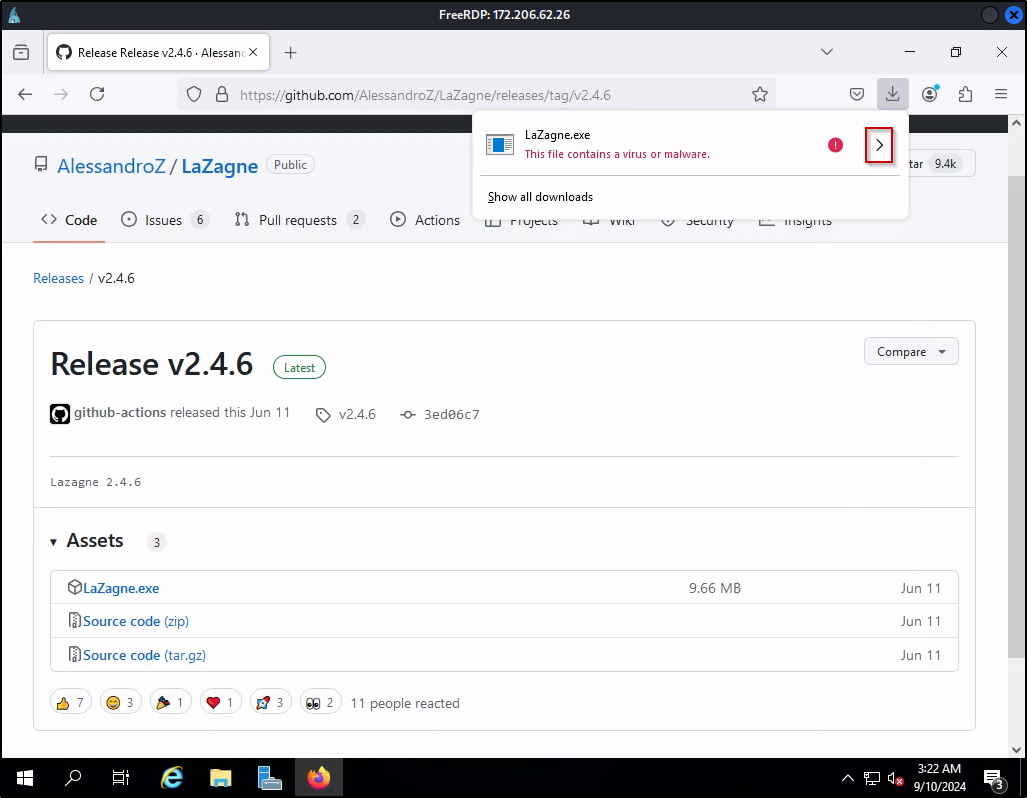 FreeRDP: 172.206.62.26
Release Release v2.4.6 · Alessan
https://github.com/AlessandroZ/LaZagne/releases/tag/v2.4.6
LaZagne.exe
This file contains a virus or malware.
Show all downloads
AlessandroZ / LaZagne Public
tar 9.4k
Code Issues 6 Pull requests 2 Actions Projects Wiki Security Insights
Releases / v2.4.6
Release v2.4.6 Latest
Compare
github-actions released this Jun 11 v2.4.6 3ed06c7
Lazagne 2.4.6
Assets 3
LaZagne.exe 9.66 MB Jun 11
Source code (zip) Jun 11
Source code (tar.gz) Jun 11
7 3 1 1 3 2 11 people reacted
3:22 AM
9/10/2024
3